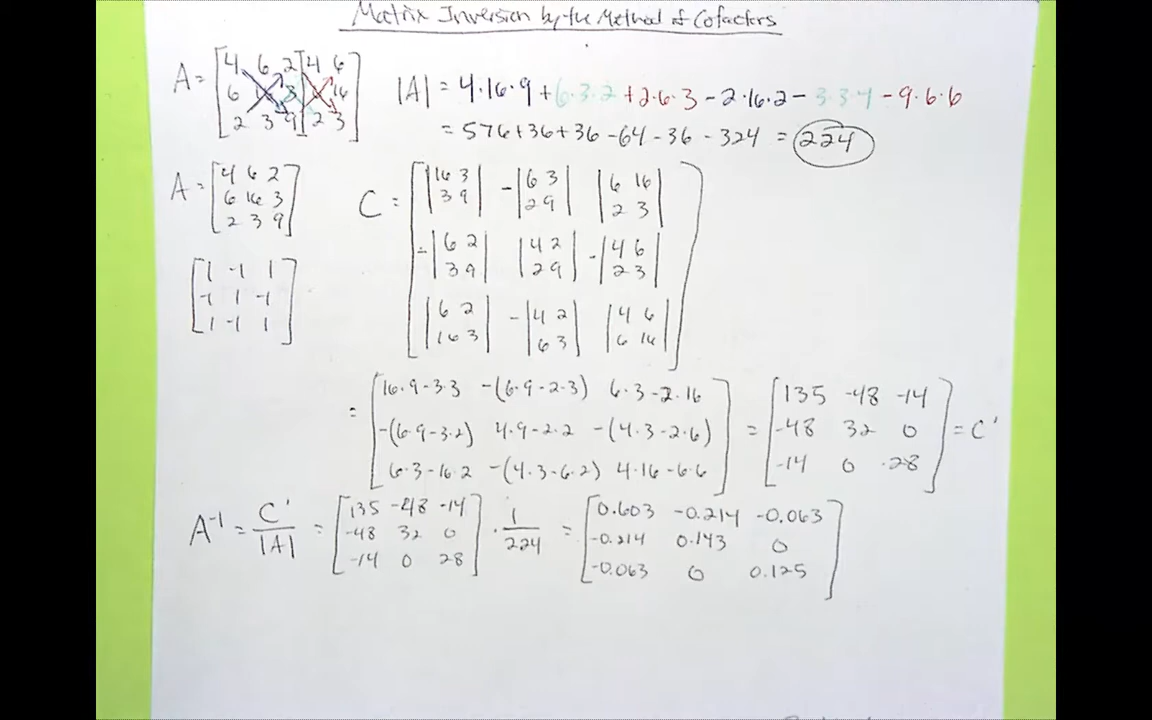 Matrix Inversion by the Method of Cofactors
A = [4 6 2 | 4 6
6 16 3 6 16
2 3 9 2 3]
|A| = 4·16·9 + 6·3·2 + 2·6·3 - 2·16·2 - 3·3·4 - 9·6·6
= 576 + 36 + 36 - 64 - 36 - 324 = 224
A = [4 6 2
6 16 3
2 3 9]
[1 -1 1
-1 1 -1
1 -1 1]
C = [|16 3; 3 9| -|6 3; 2 9| |6 16; 2 3|
-|6 2; 3 9| |4 2; 2 9| -|4 6; 2 3|
|6 2; 16 3| -|4 2; 6 3| |4 6; 6 16|]
= [16·9-3·3 -(6·9-2·3) 6·3-2·16
-(6·9-3·2) 4·9-2·2 -(4·3-2·6)
6·3-16·2 -(4·3-6·2) 4·16-6·6]
= [135 -48 -14
-48 32 0
-14 0 28] = C'
A⁻¹ = C'/|A| = [135 -48 -14
-48 32 0
-14 0 28] · 1/224
= [0.603 -0.214 -0.063
-0.214 0.143 0
-0.063 0 0.125]